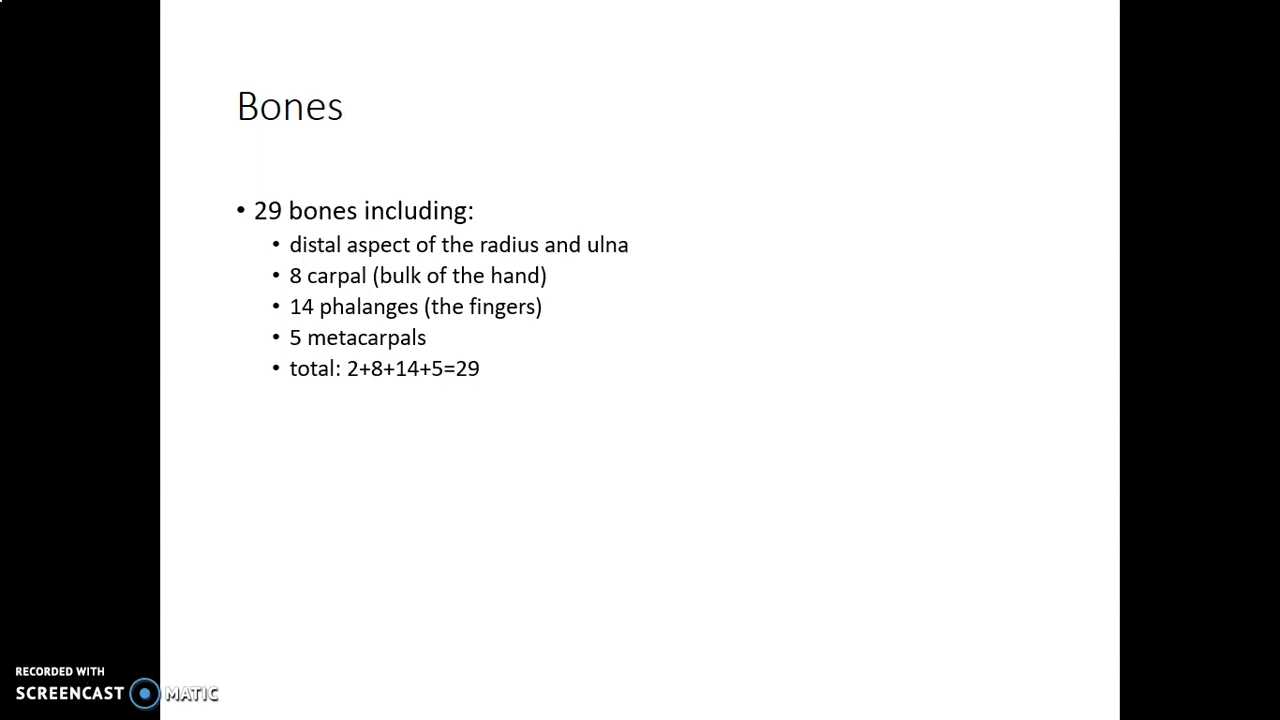 Bones
• 29 bones including:
• distal aspect of the radius and ulna
• 8 carpal (bulk of the hand)
• 14 phalanges (the fingers)
• 5 metacarpals
• total: 2+8+14+5=29
RECORDED WITH
SCREENCAST MATIC